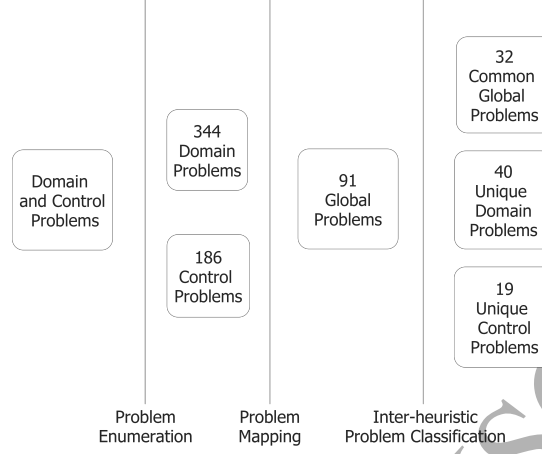 Domain
and Control
Problems
344
Domain
Problems
186
Control
Problems
91
Global
Problems
32
Common
Global
Problems
40
Unique
Domain
Problems
19
Unique
Control
Problems
Problem
Enumeration
Problem
Mapping
Inter-heuristic
Problem Classification